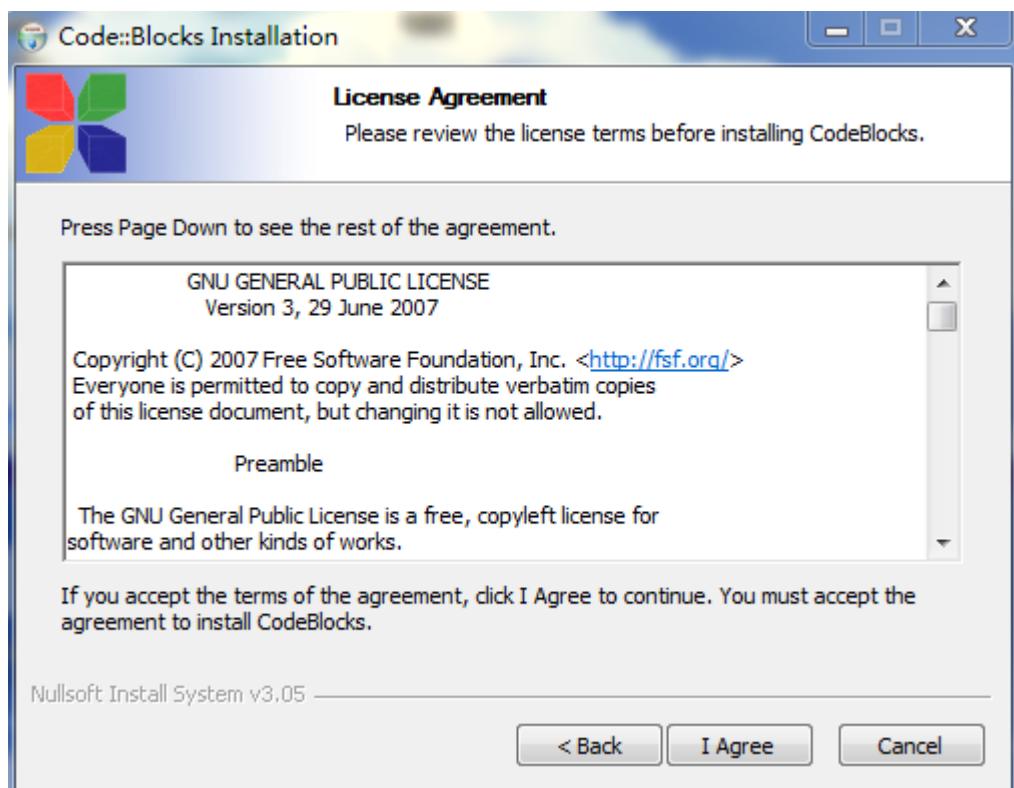 Code::Blocks Installation
License Agreement
Please review the license terms before installing CodeBlocks.
Press Page Down to see the rest of the agreement.
GNU GENERAL PUBLIC LICENSE
Version 3, 29 June 2007
Copyright (C) 2007 Free Software Foundation, Inc. <http://fsf.org/>
Everyone is permitted to copy and distribute verbatim copies
of this license document, but changing it is not allowed.
Preamble
The GNU General Public License is a free, copyleft license for
software and other kinds of works.
If you accept the terms of the agreement, click I Agree to continue. You must accept the
agreement to install CodeBlocks.
Nullsoft Install System v3.05
< Back I Agree Cancel